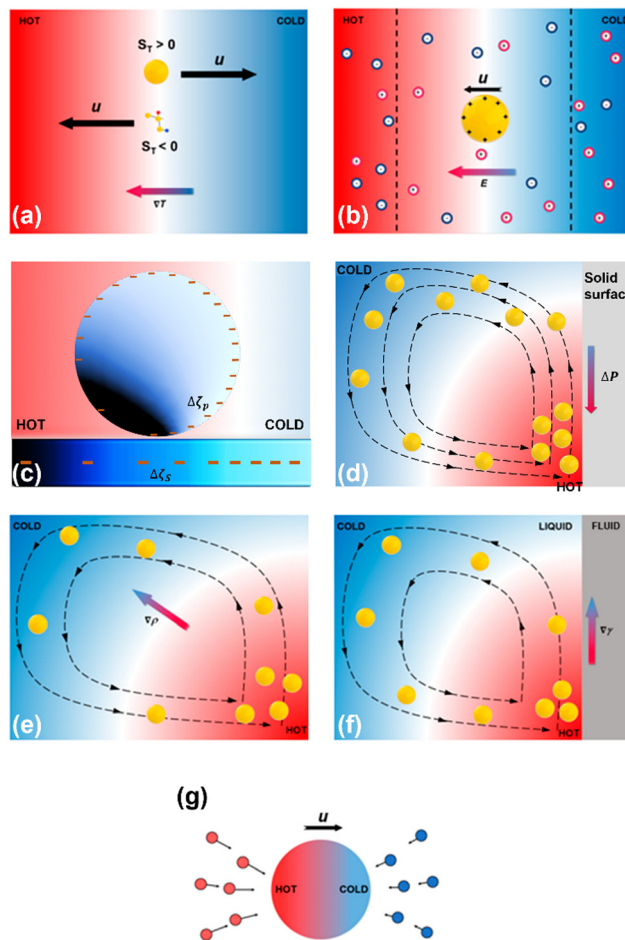 HOT
COLD
S_T > 0
u
u
S_T < 0
∇T
(a)
HOT
COLD
u
E
(b)
Δζ_p
HOT
COLD
Δζ_S
(c)
COLD
Solid
surface
ΔP
HOT
(d)
COLD
∇ρ
HOT
(e)
COLD
LIQUID
FLUID
∇γ
HOT
(f)
(g)
u
HOT
COLD